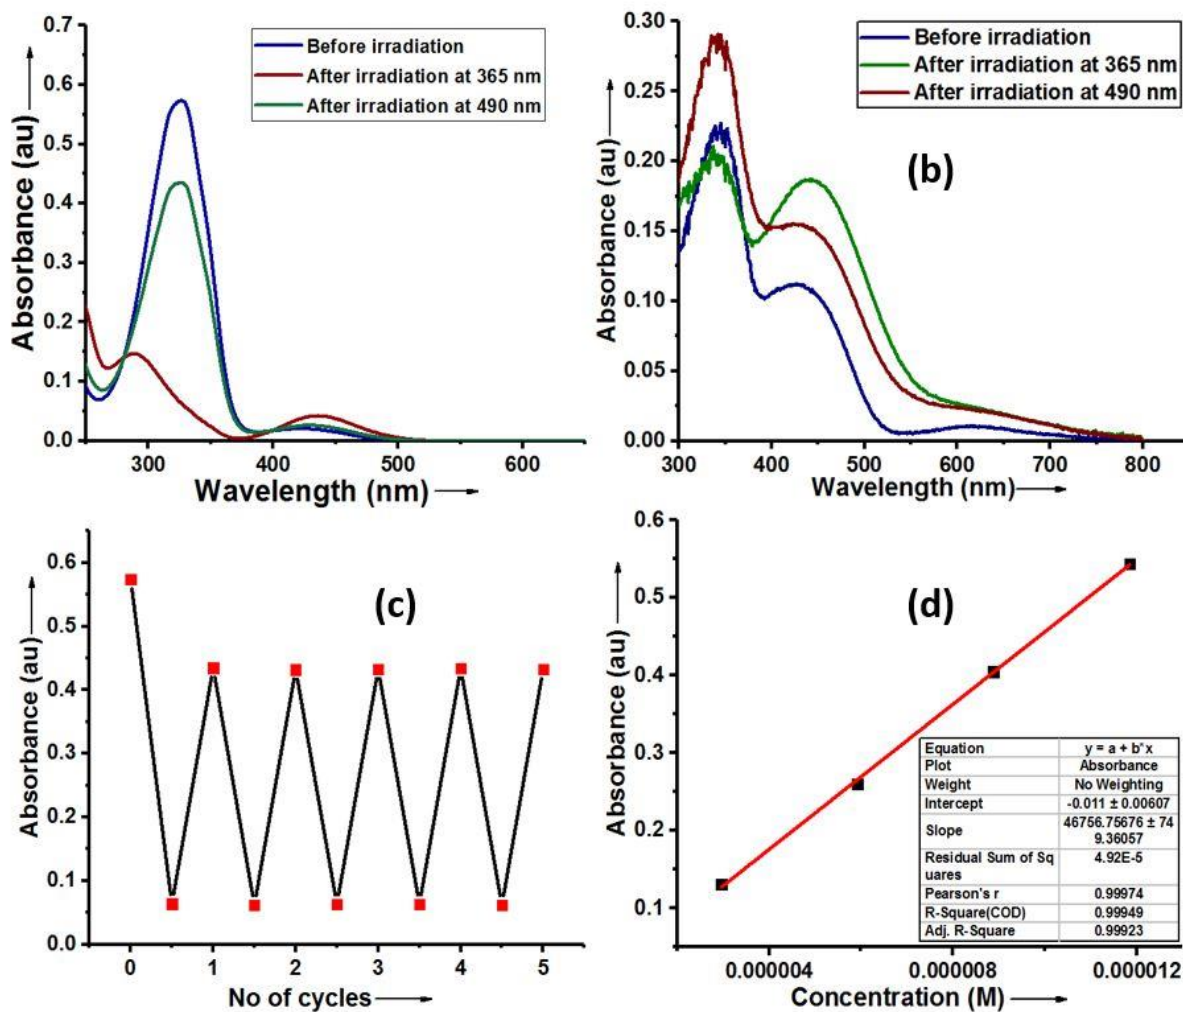 0.7
0.6
0.5
0.4
0.3
0.2
0.1
0.0
Absorbance (au)
Before irradiation
After irradiation at 365 nm
After irradiation at 490 nm
300
400
500
600
Wavelength (nm)
0.30
0.25
0.20
0.15
0.10
0.05
0.00
Absorbance (au)
Before irradiation
After irradiation at 365 nm
After irradiation at 490 nm
(b)
300
400
500
600
700
800
Wavelength (nm)
0.6
0.5
0.4
0.3
0.2
0.1
0.0
Absorbance (au)
(c)
0
1
2
3
4
5
No of cycles
0.6
0.5
0.4
0.3
0.2
0.1
Absorbance (au)
(d)
Equation y = a + b*x
Plot Absorbance
Weight No Weighting
Intercept -0.011 ± 0.00607
Slope 46756.75676 ± 74
9.36057
Residual Sum of Sq
uares 4.92E-5
Pearson's r 0.99974
R-Square(COD) 0.99949
Adj. R-Square 0.99923
0.000004
0.000008
0.000012
Concentration (M)